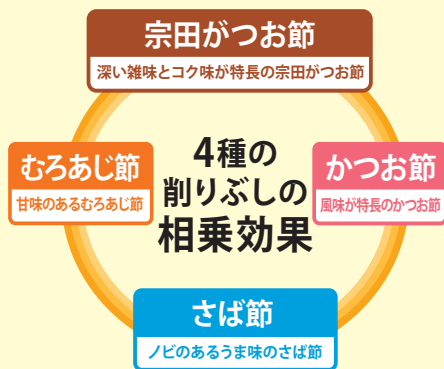 宗田がつお節
深い雑味とコク味が特長の宗田がつお節
むろあじ節
甘味のあるむろあじ節
4種の
削りぶしの
相乗効果
かつお節
風味が特長のかつお節
さば節
ノビのあるうま味のさば節